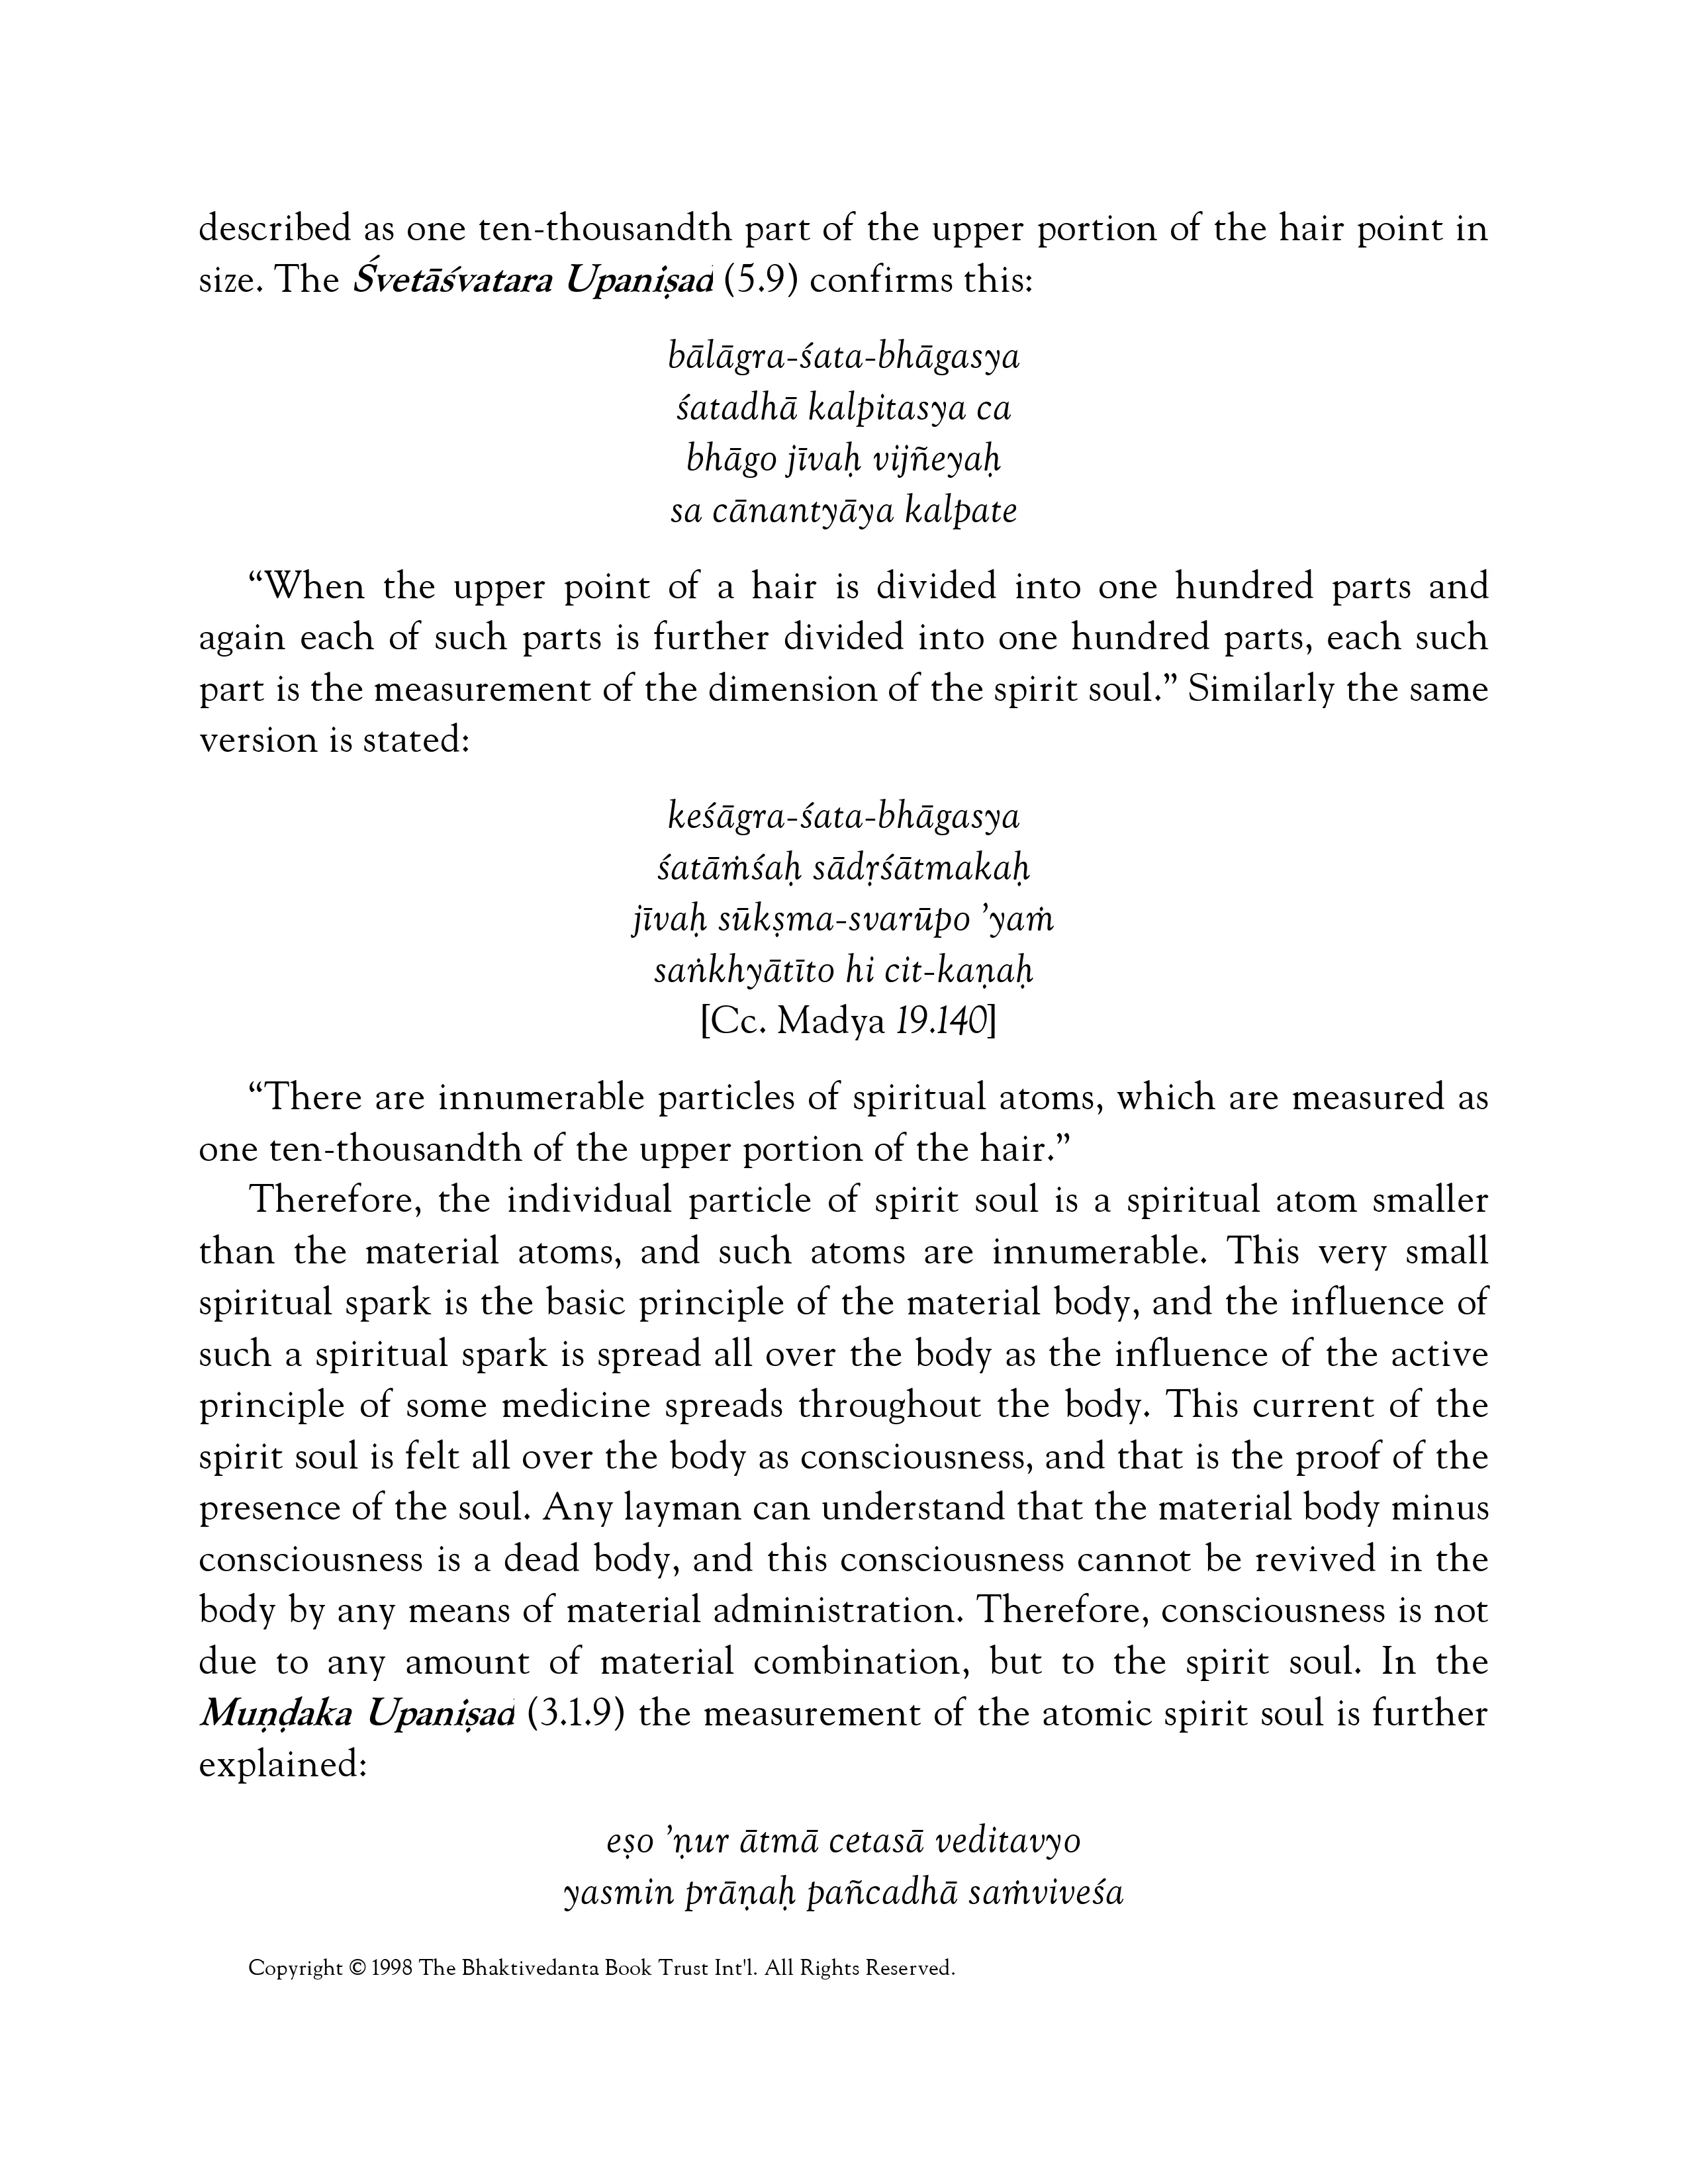 described as one ten-thousandth part of the upper portion of the hair point in
size. The Śvetāśvatara Upaniṣad (5.9) confirms this:
bālāgra-śata-bhāgasya
śatadhā kalpitasya ca
bhāgo jīvaḥ vijñeyaḥ
sa cānantyāya kalpate
“When the upper point of a hair is divided into one hundred parts and
again each of such parts is further divided into one hundred parts, each such
part is the measurement of the dimension of the spirit soul.” Similarly the same
version is stated:
keśāgra-śata-bhāgasya
śatāṁśaḥ sādṛśātmakaḥ
jīvaḥ sūkṣma-svarūpo ’yaṁ
saṅkhyātīto hi cit-kaṇaḥ
[Cc. Madya 19.140]
“There are innumerable particles of spiritual atoms, which are measured as
one ten-thousandth of the upper portion of the hair.”
Therefore, the individual particle of spirit soul is a spiritual atom smaller
than the material atoms, and such atoms are innumerable. This very small
spiritual spark is the basic principle of the material body, and the influence of
such a spiritual spark is spread all over the body as the influence of the active
principle of some medicine spreads throughout the body. This current of the
spirit soul is felt all over the body as consciousness, and that is the proof of the
presence of the soul. Any layman can understand that the material body minus
consciousness is a dead body, and this consciousness cannot be revived in the
body by any means of material administration. Therefore, consciousness is not
due to any amount of material combination, but to the spirit soul. In the
Muṇḍaka Upaniṣad (3.1.9) the measurement of the atomic spirit soul is further
explained:
eṣo ’ṇur ātmā cetasā veditavyo
yasmin prāṇaḥ pañcadhā saṁviveśa
Copyright © 1998 The Bhaktivedanta Book Trust Int'l. All Rights Reserved.